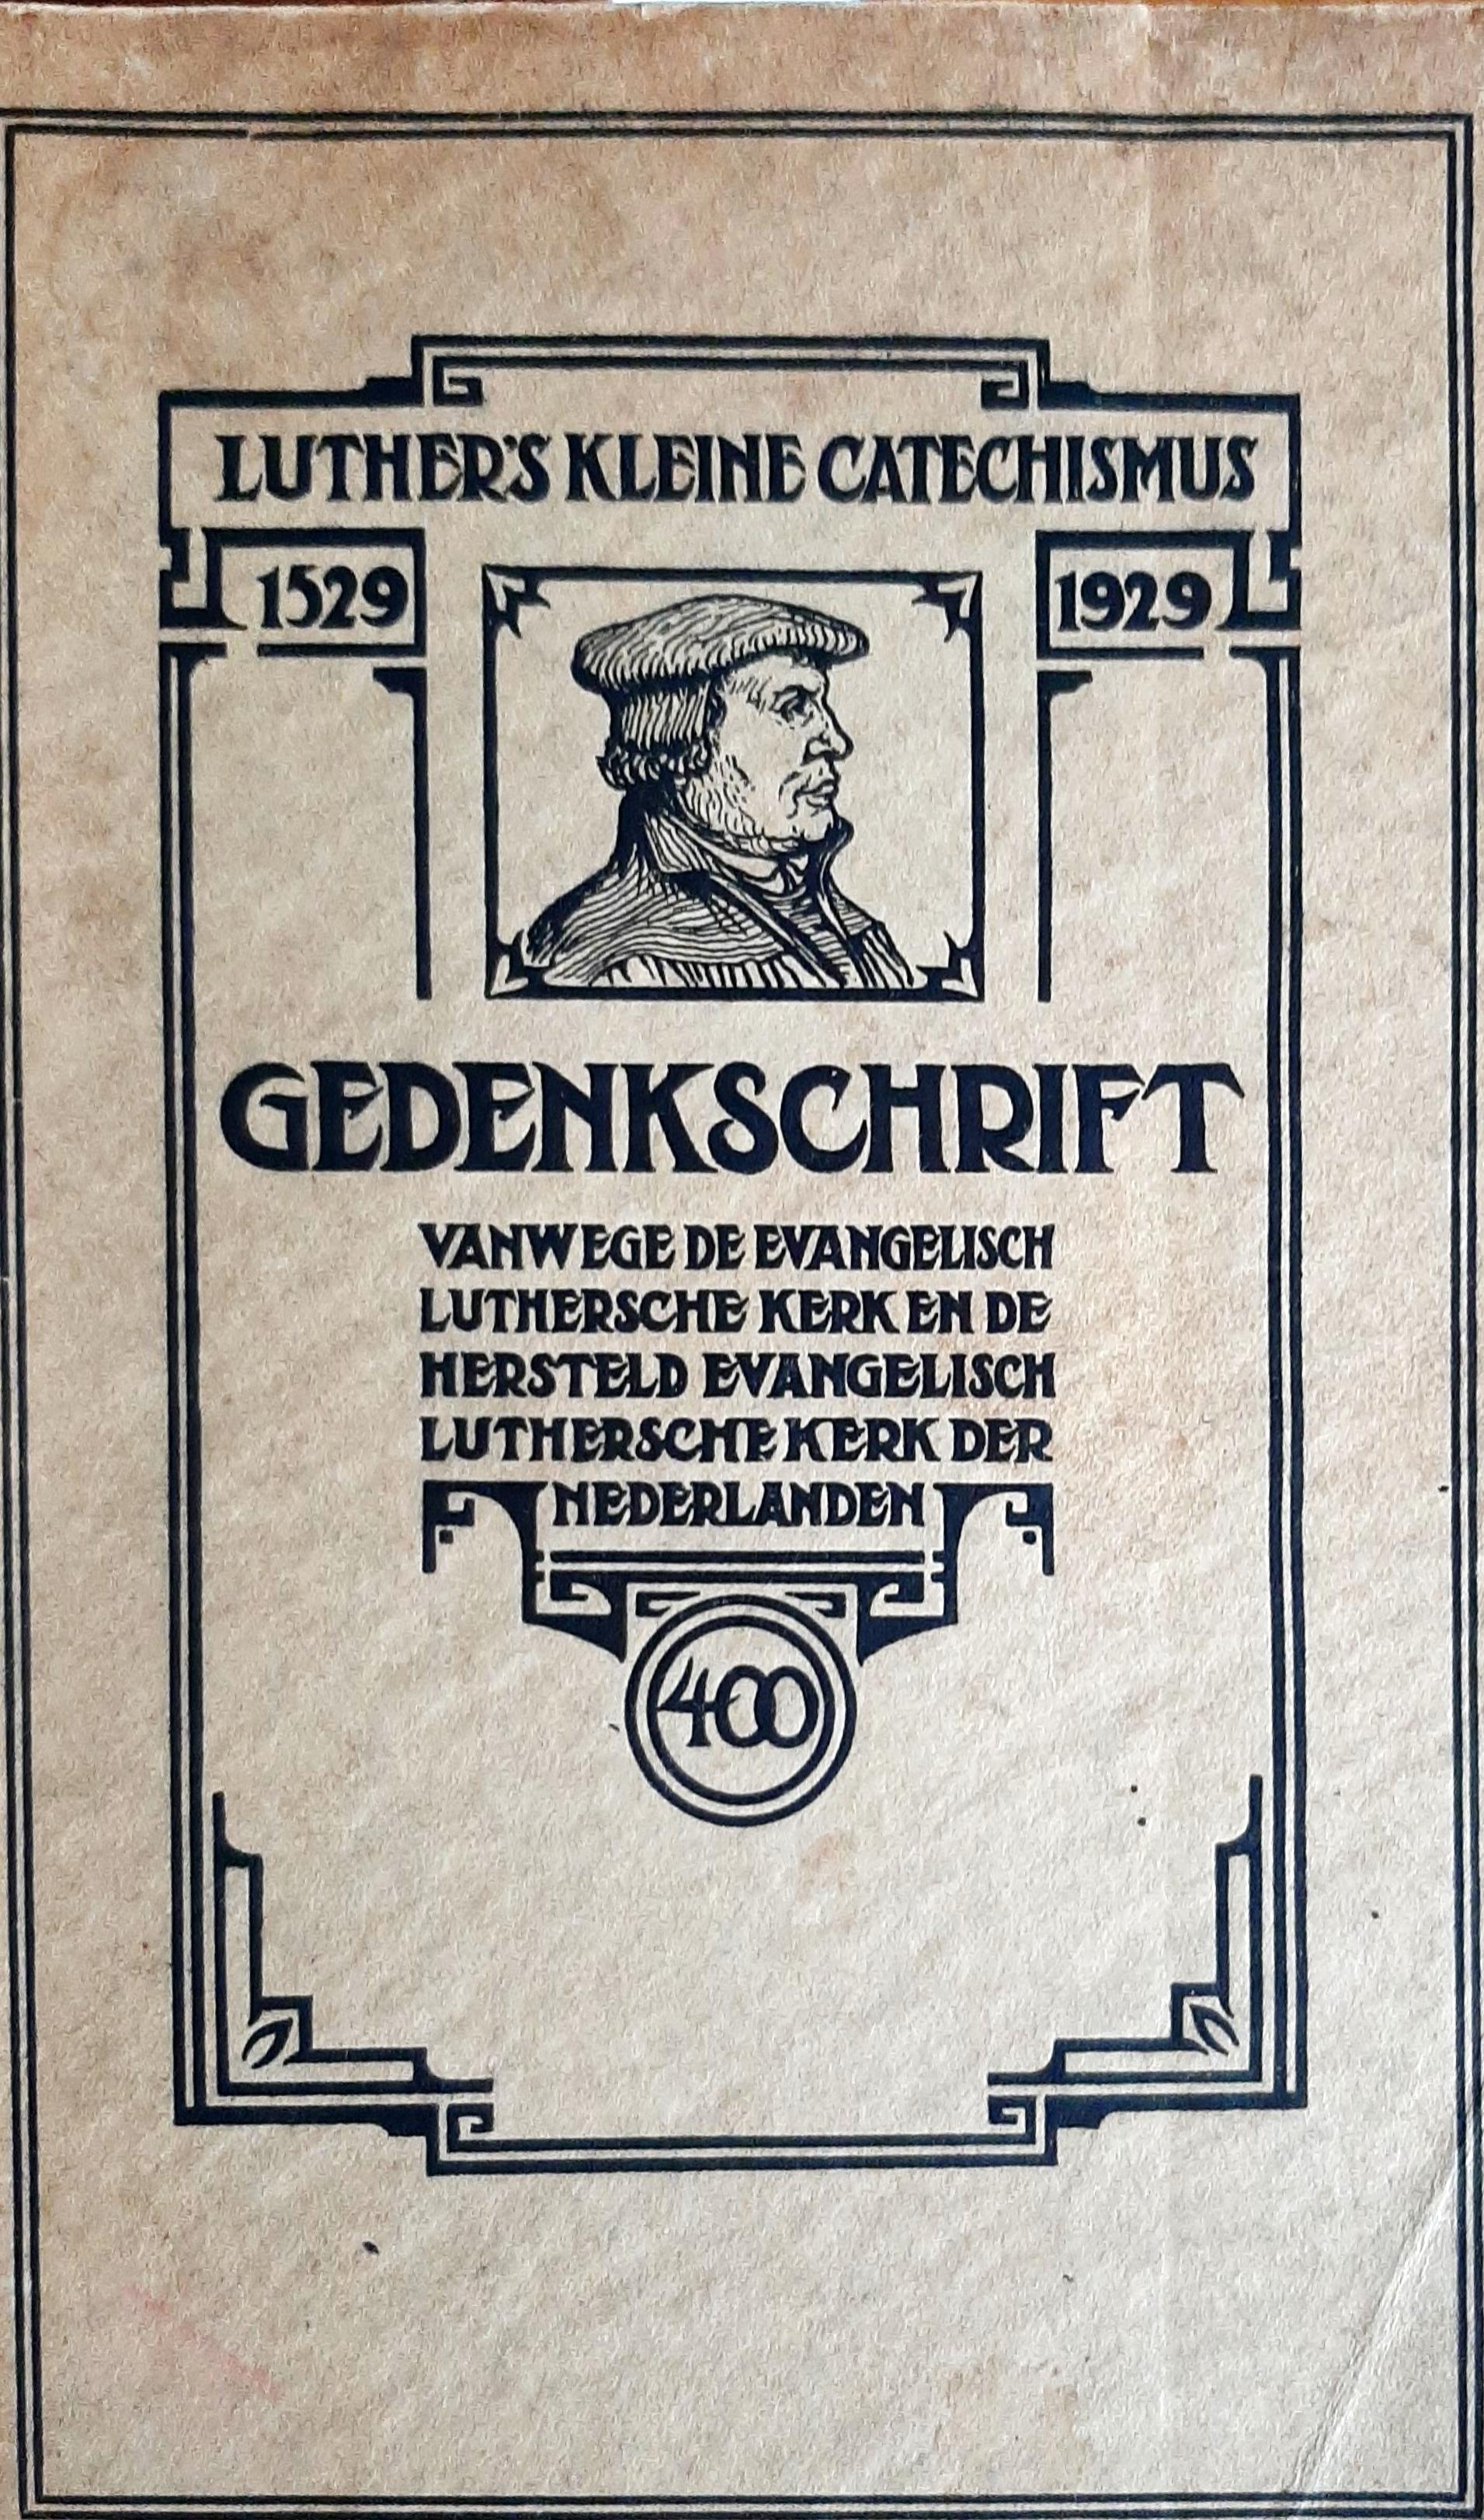 LUTHER'S KLEINE CATECHISMUS
1529
1929
GEDENKSCHRIFT
VANWEGE DE EVANGELISCH
LUTHERSCHE KERK EN DE
HERSTELD EVANGELISCH
LUTHERSCHE KERK DER
NEDERLANDEN
400